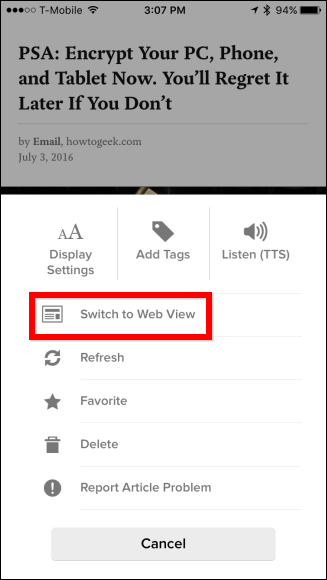 T-Mobile 3:07 PM 94%
PSA: Encrypt Your PC, Phone,
and Tablet Now. You’ll Regret It
Later If You Don’t
by Email, howtogeek.com
July 3, 2016
AA
Display
Settings
Add Tags
Listen (TTS)
Switch to Web View
Refresh
Favorite
Delete
Report Article Problem
Cancel